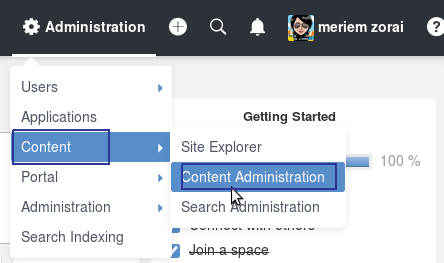 Administration meriem zorai ?
Users
Applications
Content
Portal
Administration
Search Indexing
Site Explorer
Content Administration
Search Administration
Getting Started
100 %
Connect with others
Join a space